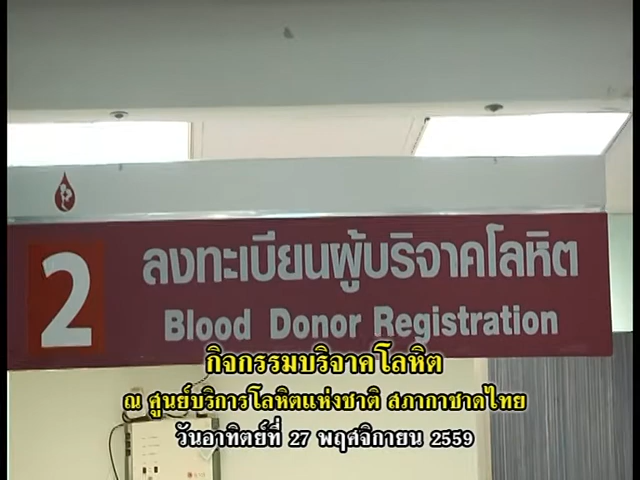 2
ลงทะเบียนผู้บริจาคโลหิต
Blood Donor Registration
กิจกรรมบริจาคโลหิต
ณ ศูนย์บริการโลหิตแห่งชาติ สภากาชาดไทย
วันอาทิตย์ที่ 27 พฤศจิกายน 2559